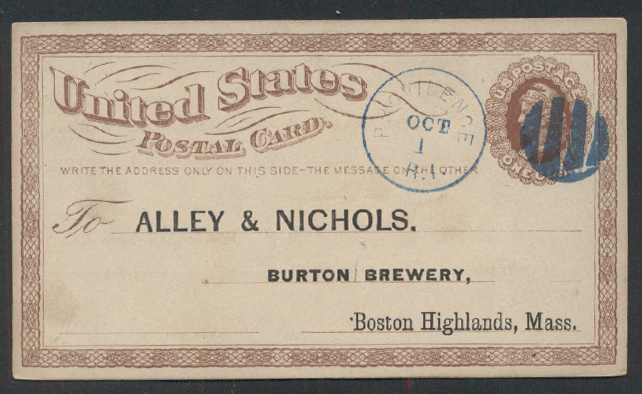 United States
Postal Card.
WRITE THE ADDRESS ONLY ON THIS SIDE-THE MESSAGE ON THE OTHER
PROVIDENCE
OCT
1
R.I.
U.S. POSTAGE
ONE CENT
To ALLEY & NICHOLS.
BURTON BREWERY,
Boston Highlands, Mass.